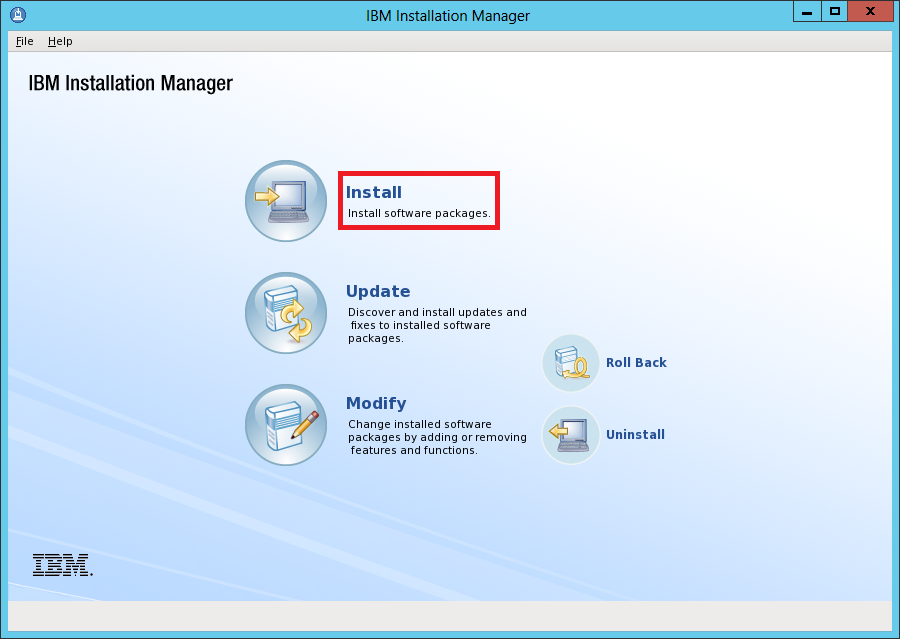 IBM Installation Manager
File Help
IBM Installation Manager
Install
Install software packages.
Update
Discover and install updates and
fixes to installed software
packages.
Roll Back
Modify
Change installed software
packages by adding or removing
features and functions.
Uninstall
IBM.